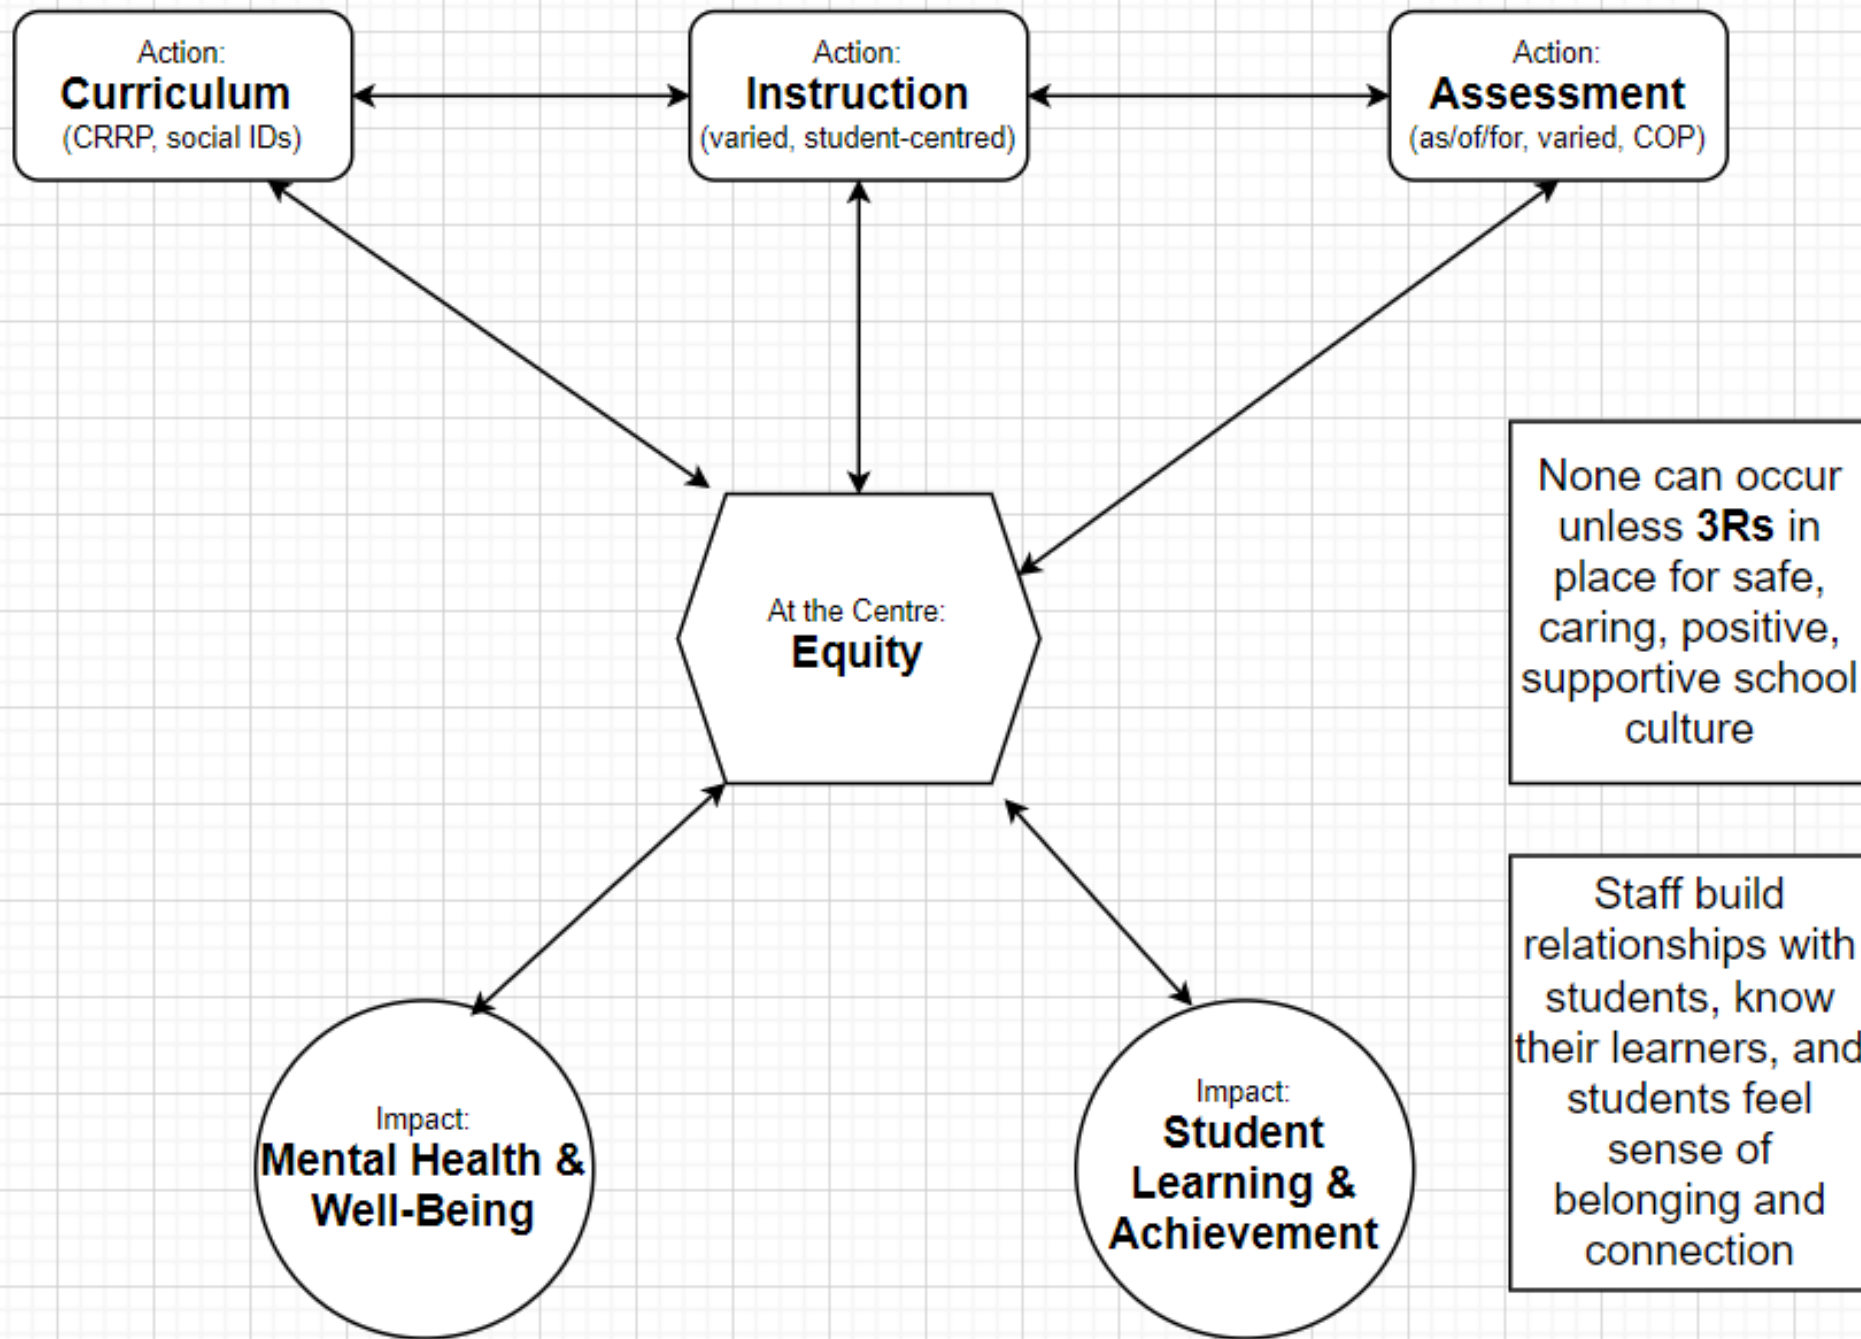 Action:
Curriculum
(CRRP, social IDs)
Action:
Instruction
(varied, student-centred)
Action:
Assessment
(as/of/for, varied, COP)
At the Centre:
Equity
None can occur
unless 3Rs in
place for safe,
caring, positive,
supportive school
culture
Impact:
Mental Health &
Well-Being
Impact:
Student
Learning &
Achievement
Staff build
relationships with
students, know
their learners, and
students feel
sense of
belonging and
connection